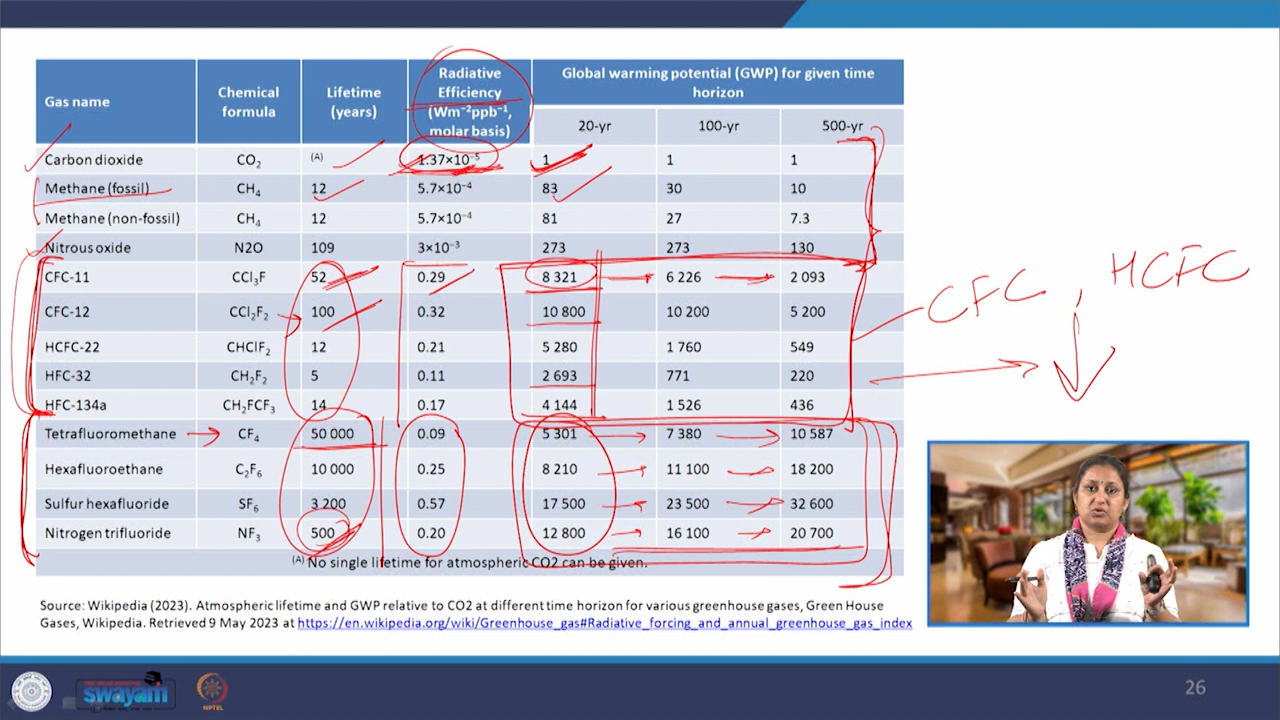 Gas name Chemical formula Lifetime (years) Radiative Efficiency (Wm⁻²ppb⁻¹, molar basis) Global warming potential (GWP) for given time horizon
20-yr 100-yr 500-yr
Carbon dioxide CO₂ (A) 1.37×10⁻⁵ 1 1 1
Methane (fossil) CH₄ 12 5.7×10⁻⁴ 83 30 10
Methane (non-fossil) CH₄ 12 5.7×10⁻⁴ 81 27 7.3
Nitrous oxide N2O 109 3×10⁻³ 273 273 130
CFC-11 CCl₃F 52 0.29 8 321 6 226 2 093
CFC-12 CCl₂F₂ 100 0.32 10 800 10 200 5 200
HCFC-22 CHClF₂ 12 0.21 5 280 1 760 549
HFC-32 CH₂F₂ 5 0.11 2 693 771 220
HFC-134a CH₂FCF₃ 14 0.17 4 144 1 526 436
Tetrafluoromethane CF₄ 50 000 0.09 5 301 7 380 10 587
Hexafluoroethane C₂F₆ 10 000 0.25 8 210 11 100 18 200
Sulfur hexafluoride SF₆ 3 200 0.57 17 500 23 500 32 600
Nitrogen trifluoride NF₃ 500 0.20 12 800 16 100 20 700
(A) No single lifetime for atmospheric CO2 can be given.
CFC, HCFC
Source: Wikipedia (2023). Atmospheric lifetime and GWP relative to CO2 at different time horizon for various greenhouse gases, Green House
Gases, Wikipedia. Retrieved 9 May 2023 at https://en.wikipedia.org/wiki/Greenhouse_gas#Radiative_forcing_and_annual_greenhouse_gas_index
swayam
NPTEL
26